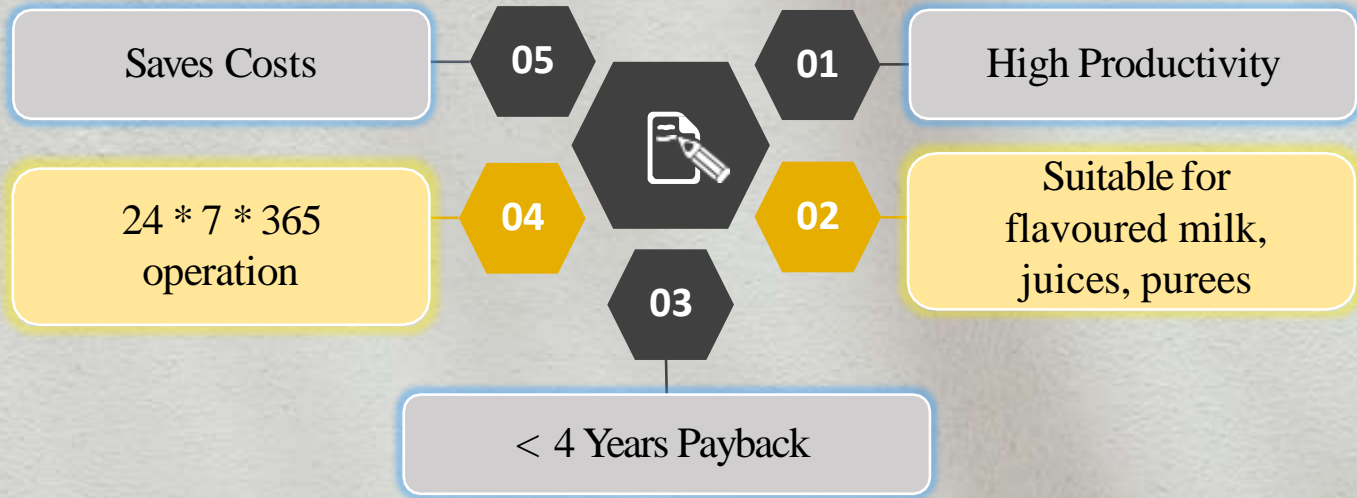 05
Saves Costs
01
High Productivity
04
24 * 7 * 365
operation
02
Suitable for
flavoured milk,
juices, purees
03
< 4 Years Payback